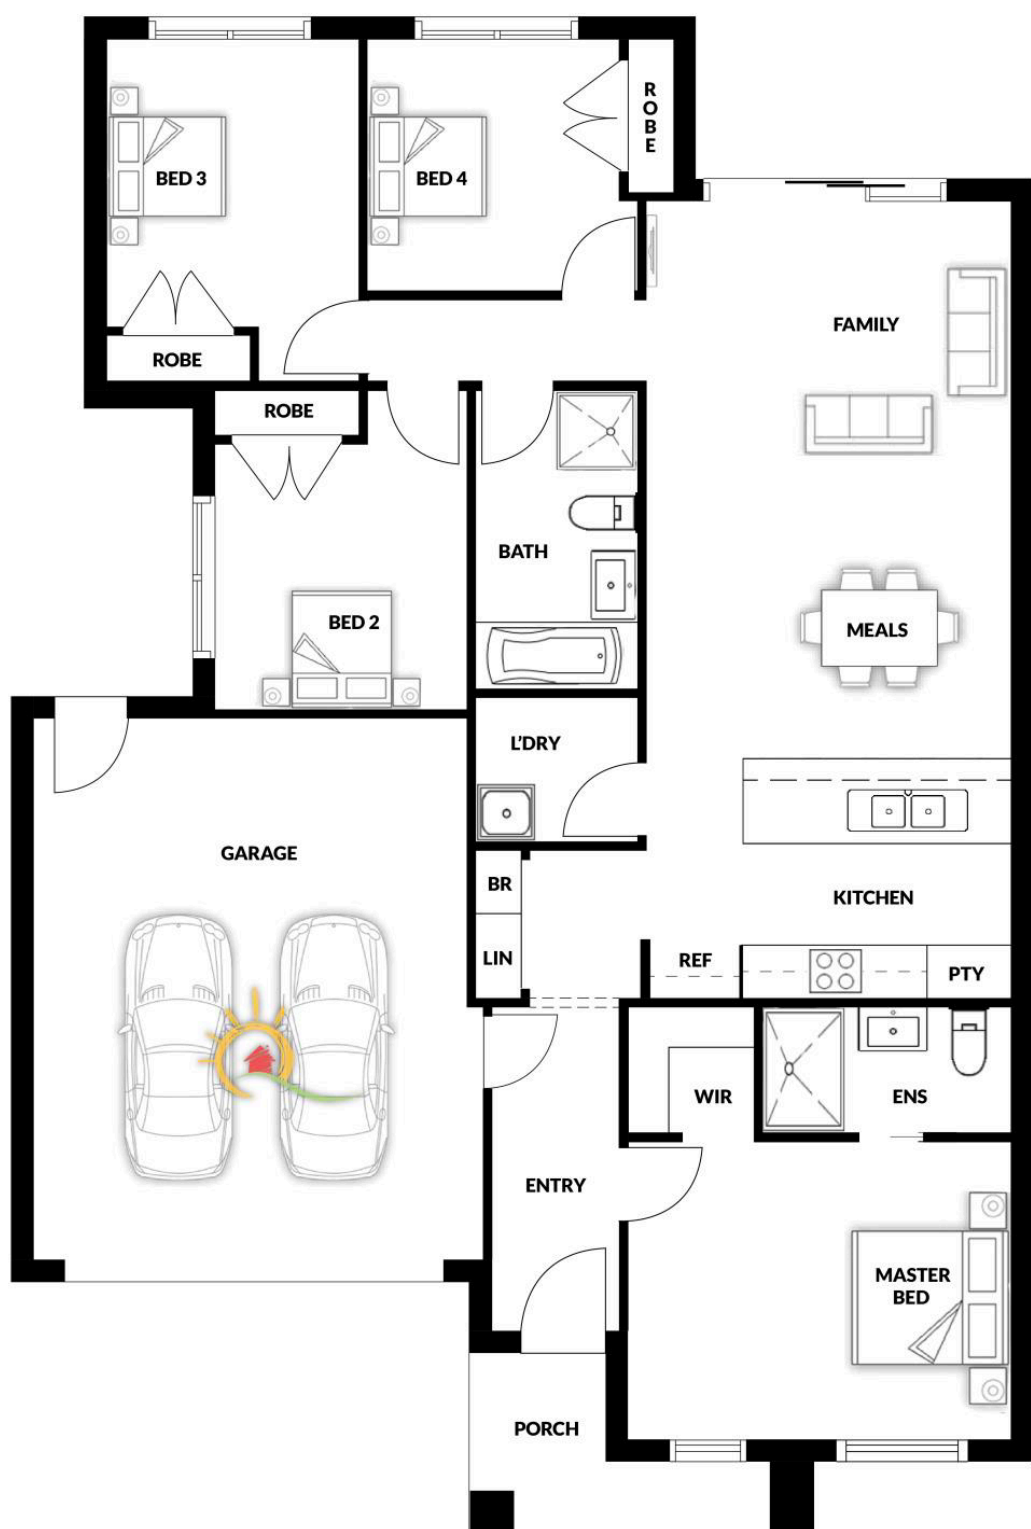 ROBE
BED 3
BED 4
FAMILY
ROBE
ROBE
BATH
BED 2
MEALS
L'DRY
GARAGE
BR
KITCHEN
LIN
REF
PTY
WIR
ENS
ENTRY
MASTER
BED
PORCH